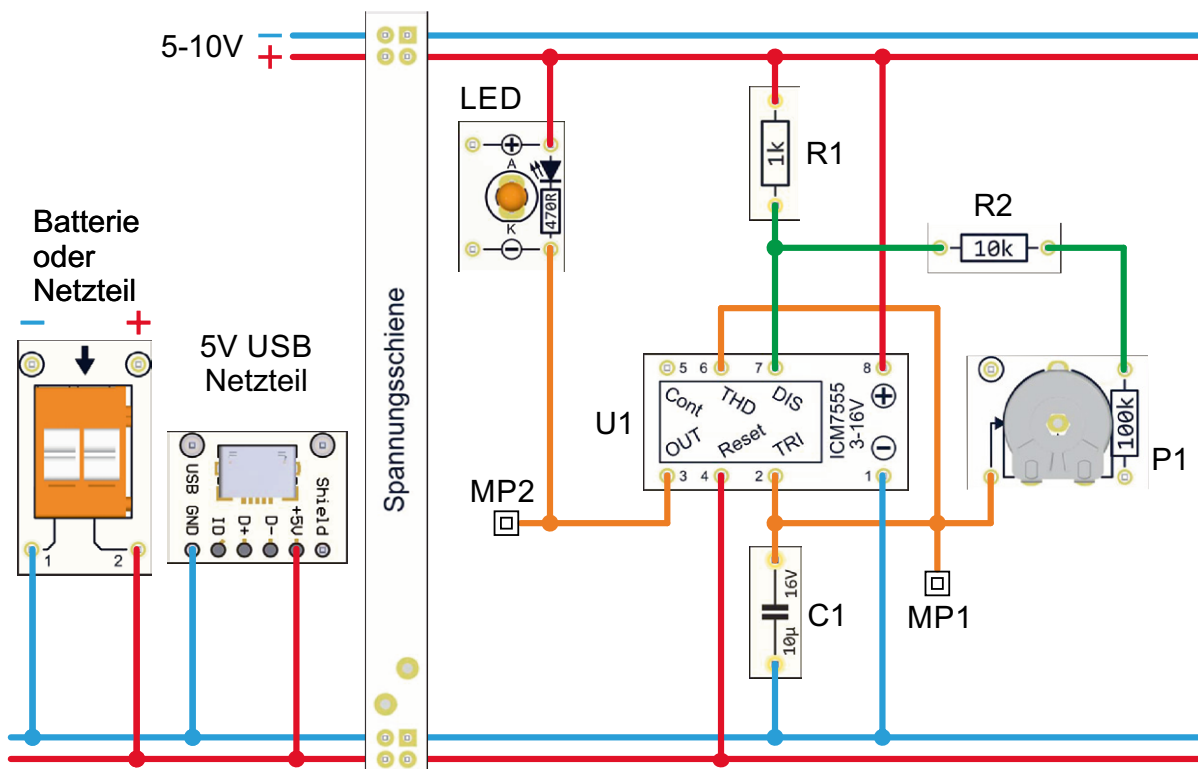 5-10V
−
+
LED
A
K
470R
1k
R1
R2
10k
Batterie
oder
Netzteil
−
+
1
2
5V USB
Netzteil
USB
GND
ID
D+
D-
+5V
Shield
Spannungsschiene
U1
5
6
7
8
Cont
THD
DIS
OUT
Reset
TRI
ICM7555
3-16V
3
4
2
1
100k
P1
MP2
MP1
16V
10µ
C1